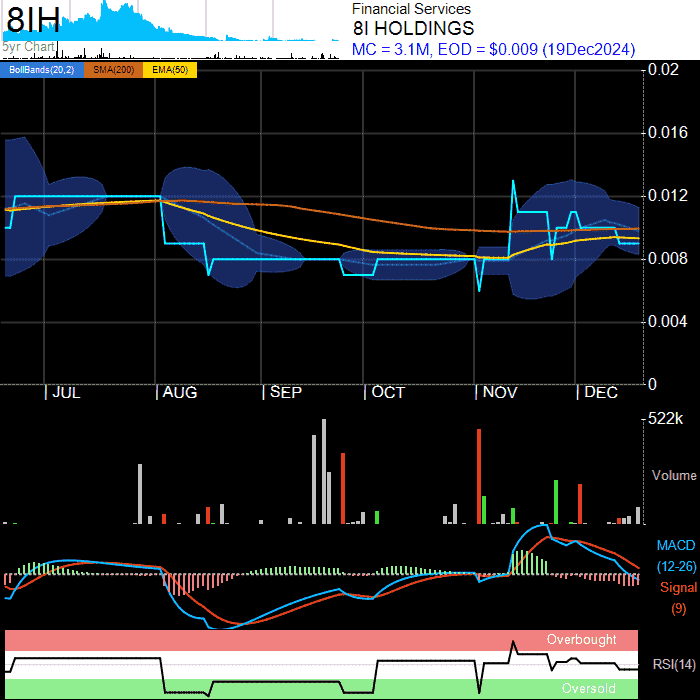 8IH
5yr Chart
Financial Services
8I HOLDINGS
MC = 3.1M, EOD = $0.009 (19Dec2024)
BollBands(20,2) SMA(200) EMA(50)
0.02
0.016
0.012
0.008
0.004
0
JUL AUG SEP OCT NOV DEC
522k
Volume
MACD
(12-26)
Signal
(9)
Overbought
RSI(14)
Oversold